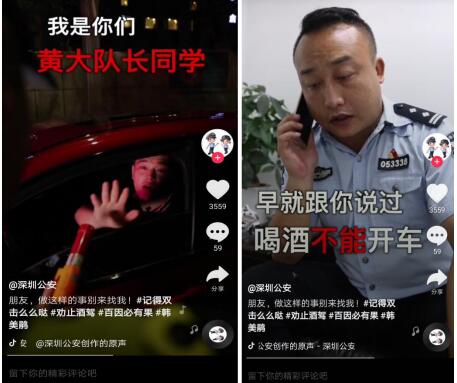 我是你们
黄大队长同学
3559
59
分享
@深圳公安
朋友，做这样的事别来找我！#记得双
击么么哒 #劝止酒驾 #百因必有果 #韩
美鹃
@深圳公安创作的原声
留下你的精彩评论吧
053338
早就跟你说过
喝酒不能开车
3559
59
分享
@深圳公安
朋友，做这样的事别来找我！#记得双
击么么哒 #劝止酒驾 #百因必有果 #韩
美鹃
公安创作的原声 - 深圳公安
留下你的精彩评论吧